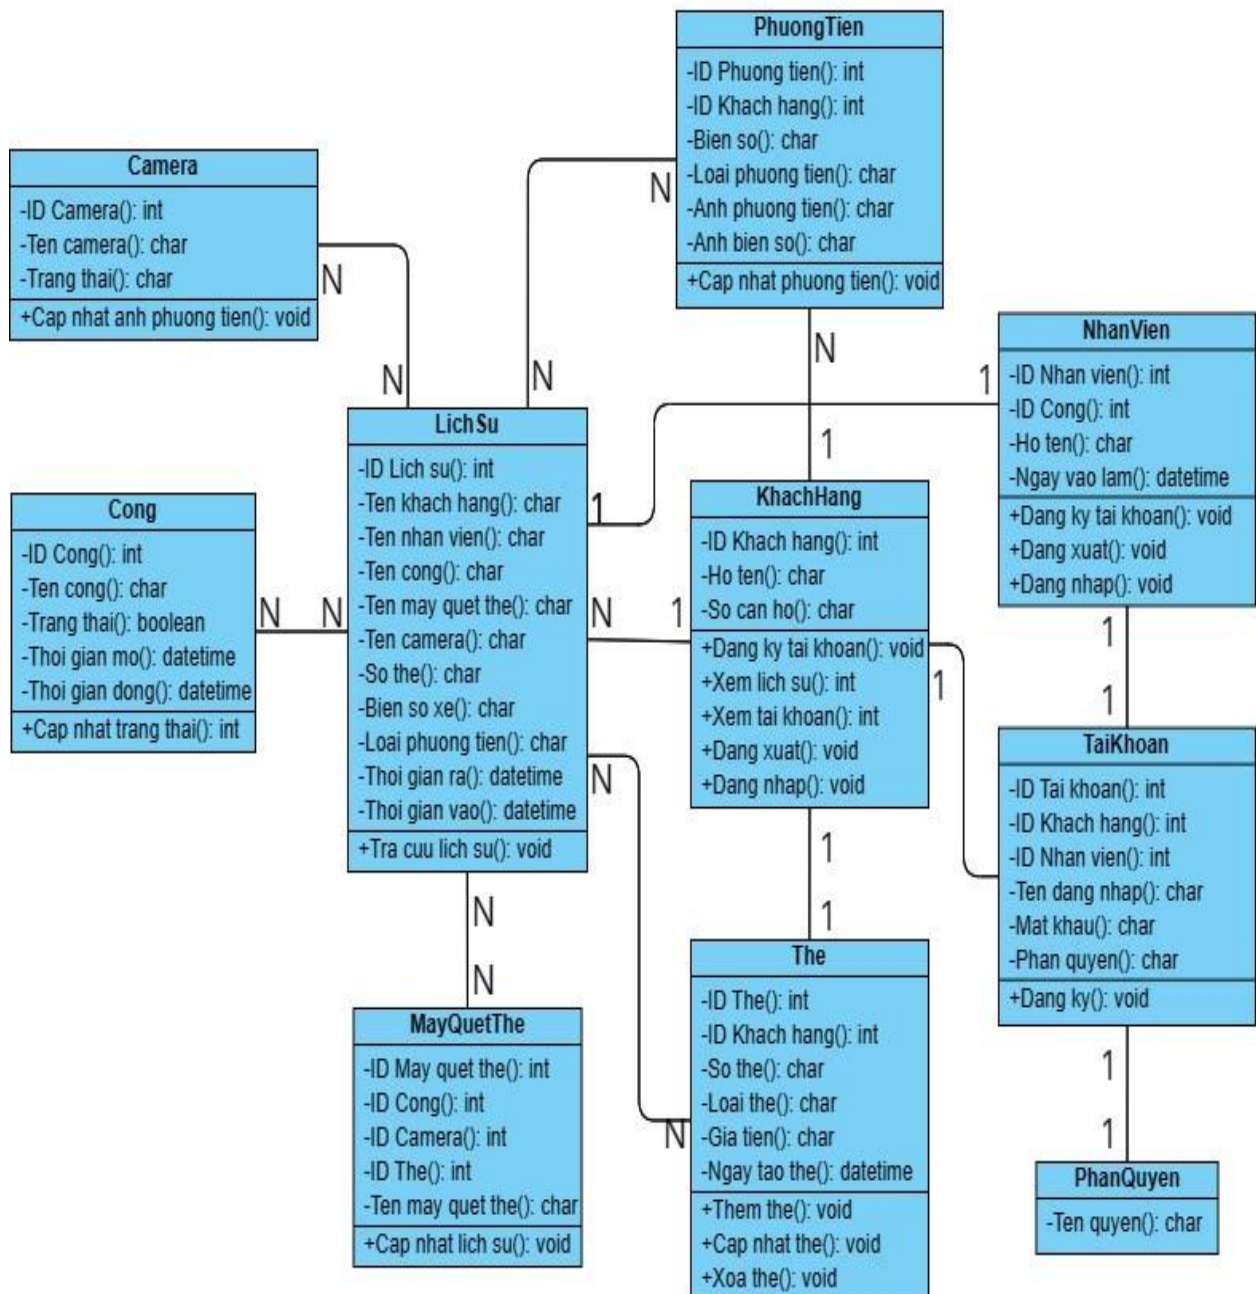 PhuongTien
-ID Phuong tien(): int
-ID Khach hang(): int
-Bien so(): char
-Loai phuong tien(): char
-Anh phuong tien(): char
-Anh bien so(): char
+Cap nhat phuong tien(): void
Camera
-ID Camera(): int
-Ten camera(): char
-Trang thai(): char
+Cap nhat anh phuong tien(): void
N
N
N
N
N
1
NhanVien
-ID Nhan vien(): int
-ID Cong(): int
-Ho ten(): char
-Ngay vao lam(): datetime
+Dang ky tai khoan(): void
+Dang xuat(): void
+Dang nhap(): void
1
1
LichSu
-ID Lich su(): int
-Ten khach hang(): char
-Ten nhan vien(): char
-Ten cong(): char
-Ten may quet the(): char
-Ten camera(): char
-So the(): char
-Bien so xe(): char
-Loai phuong tien(): char
-Thoi gian ra(): datetime
-Thoi gian vao(): datetime
+Tra cuu lich su(): void
Cong
-ID Cong(): int
-Ten cong(): char
-Trang thai(): boolean
-Thoi gian mo(): datetime
-Thoi gian dong(): datetime
+Cap nhat trang thai(): int
N
N
N
1
KhachHang
-ID Khach hang(): int
-Ho ten(): char
-So can ho(): char
+Dang ky tai khoan(): void
+Xem lich su(): int
+Xem tai khoan(): int
+Dang xuat(): void
+Dang nhap(): void
1
1
1
TaiKhoan
-ID Tai khoan(): int
-ID Khach hang(): int
-ID Nhan vien(): int
-Ten dang nhap(): char
-Mat khau(): char
-Phan quyen(): char
+Dang ky(): void
N
1
1
N
N
N
MayQuetThe
-ID May quet the(): int
-ID Cong(): int
-ID Camera(): int
-ID The(): int
-Ten may quet the(): char
+Cap nhat lich su(): void
The
-ID The(): int
-ID Khach hang(): int
-So the(): char
-Loai the(): char
-Gia tien(): char
-Ngay tao the(): datetime
+Them the(): void
+Cap nhat the(): void
+Xoa the(): void
1
1
PhanQuyen
-Ten quyen(): char